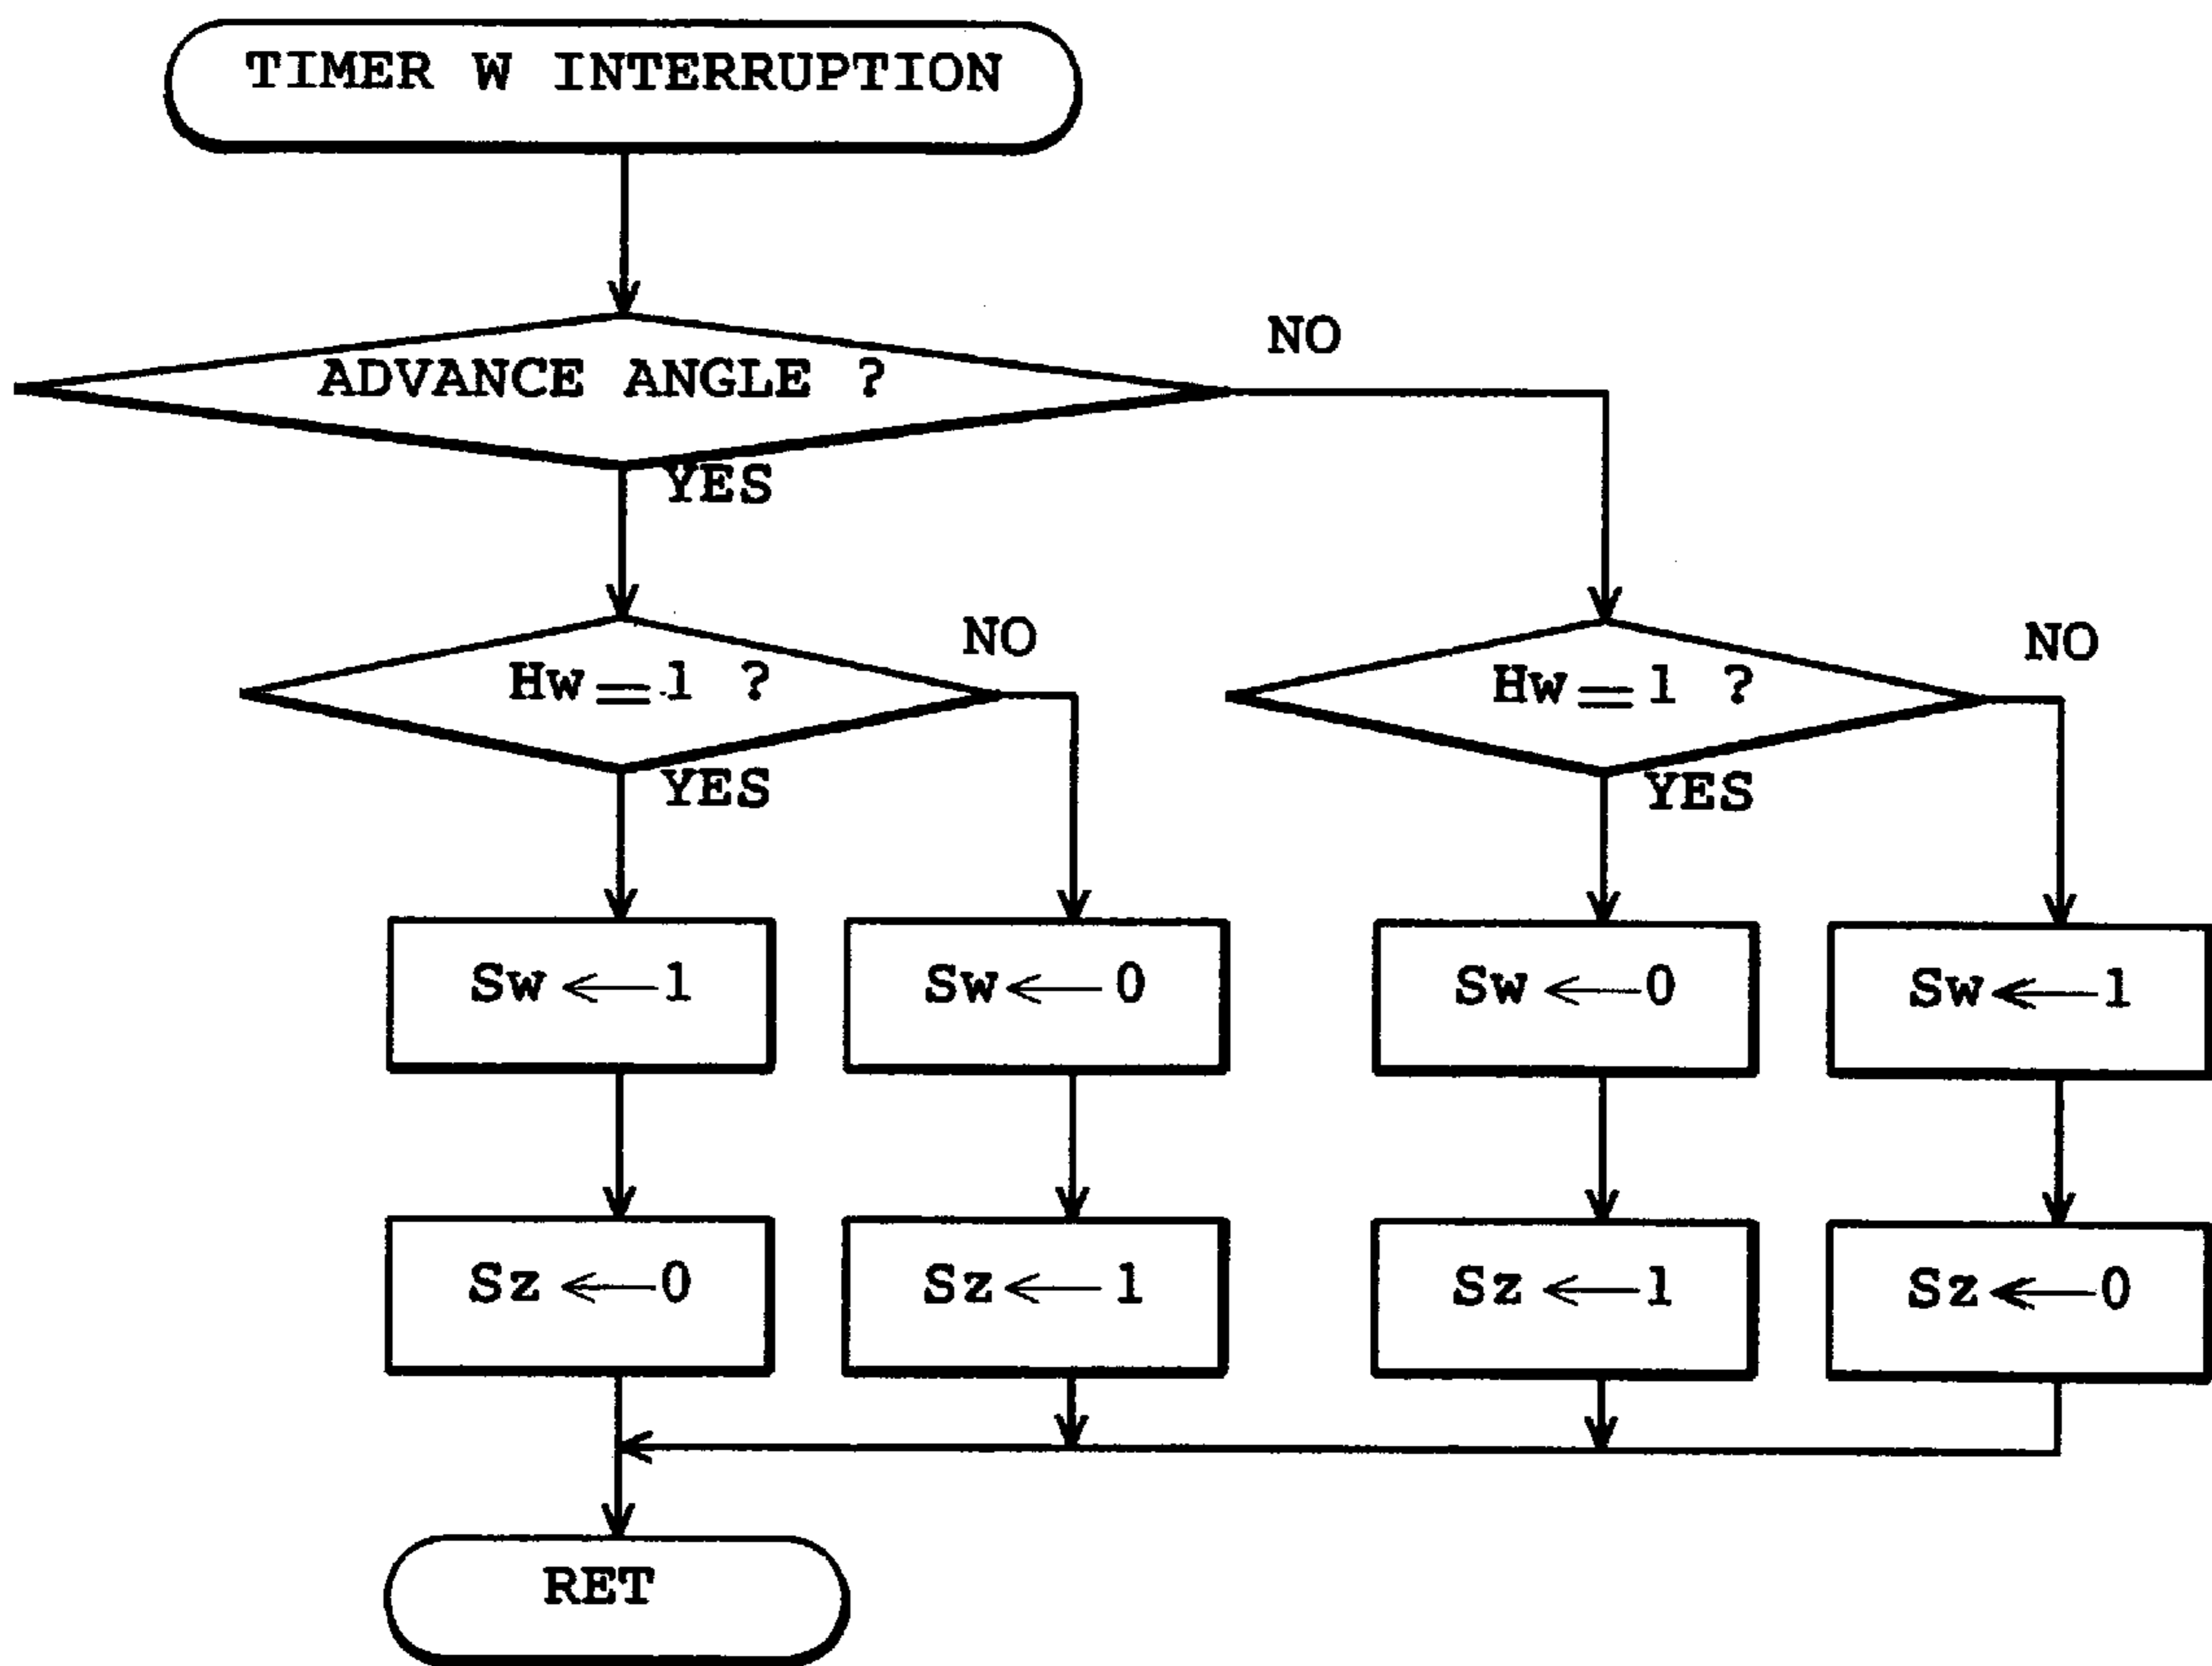 TIMER W INTERRUPTION
NO
ADVANCE ANGLE ?
YES
NO
NO
Hw=1 ?
Hw=1 ?
YES
YES
Sw←1
Sw←0
Sw←0
Sw←1
Sz←0
Sz←1
Sz←1
Sz←0
RET